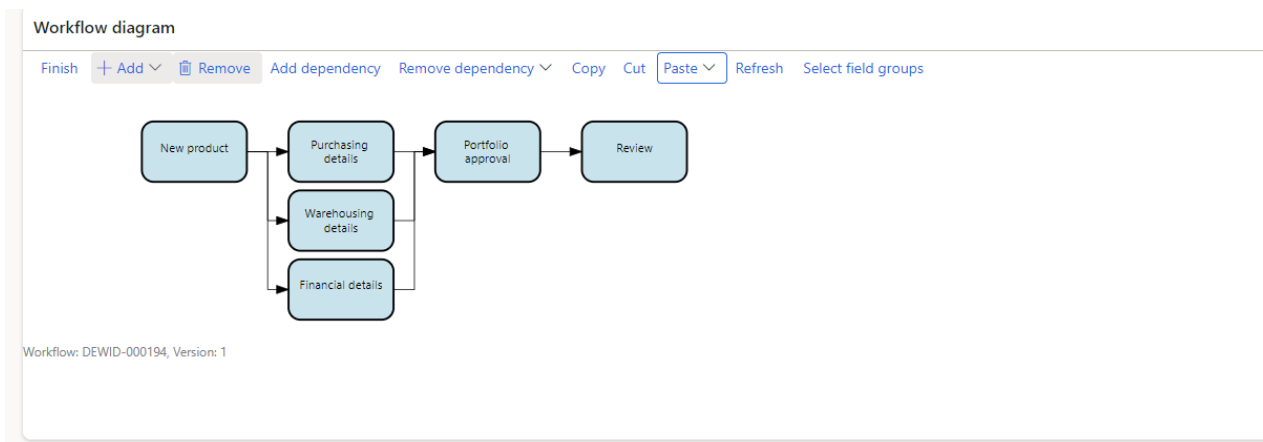 Workflow diagram
Finish + Add Remove Add dependency Remove dependency Copy Cut Paste Refresh Select field groups
New product
Purchasing
details
Portfolio
approval
Review
Warehousing
details
Financial details
Workflow: DEWID-000194, Version: 1